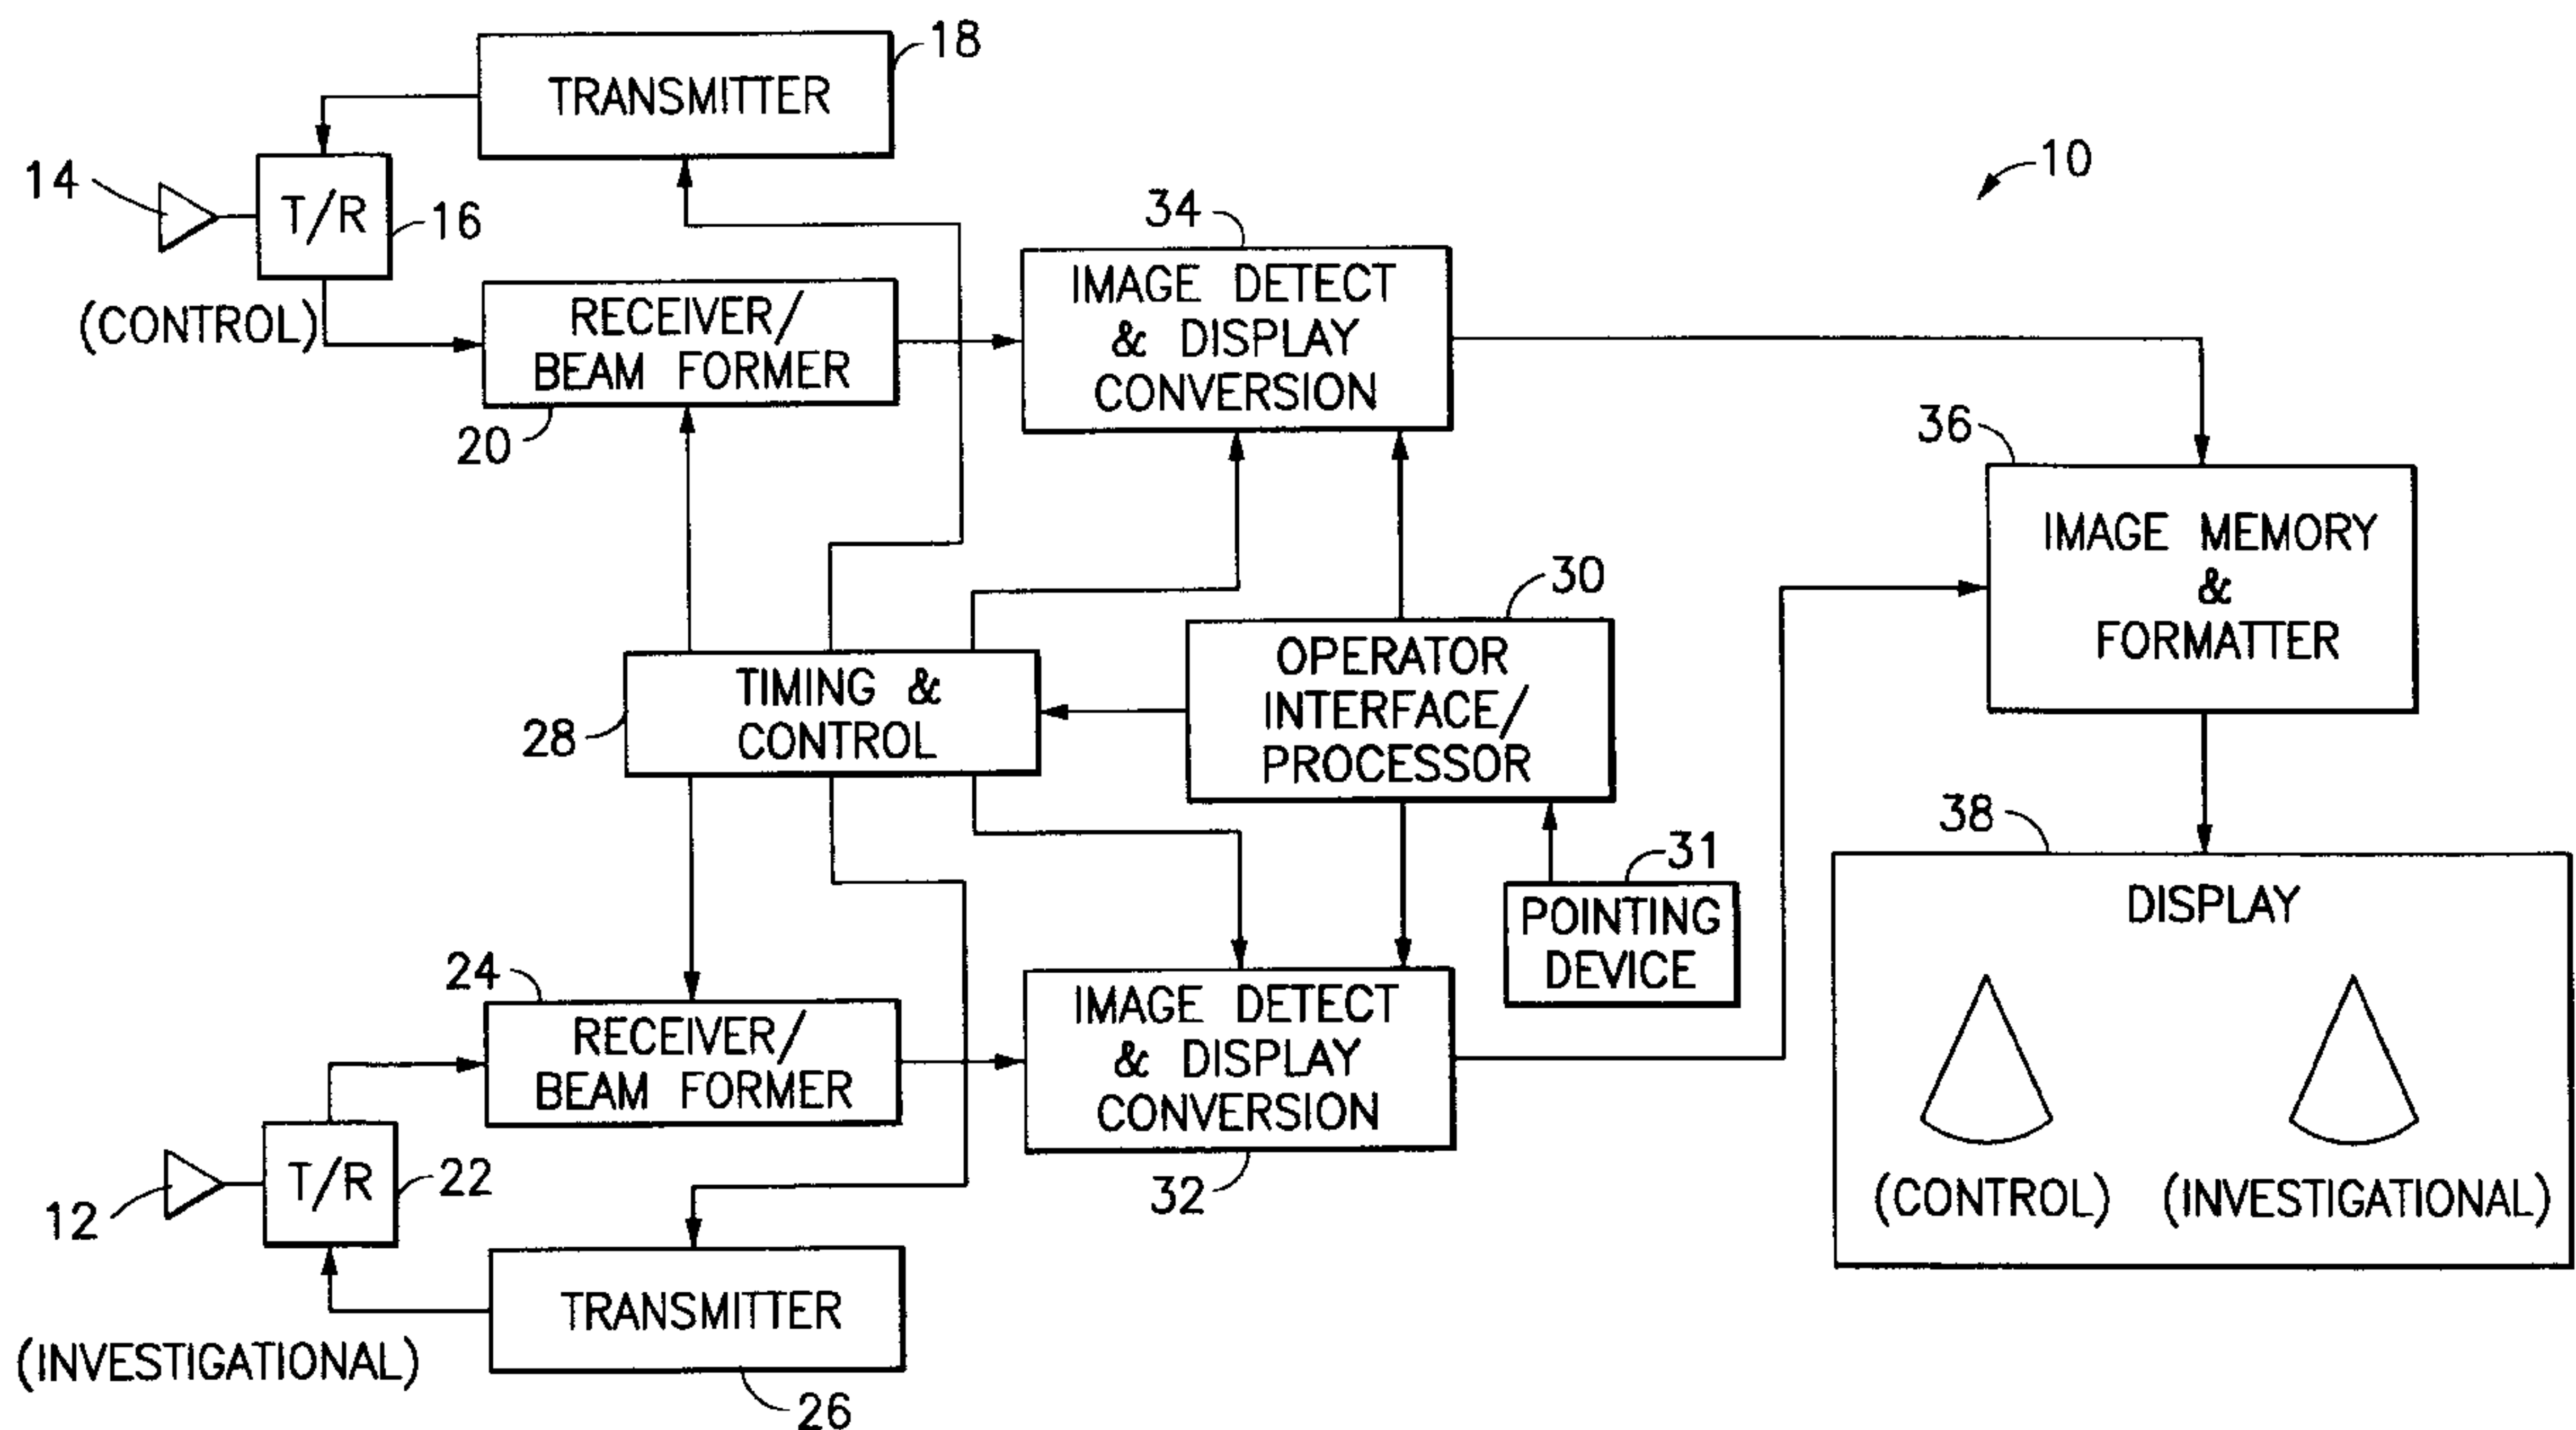 18
TRANSMITTER
10
14
T/R
16
34
(CONTROL)
RECEIVER/
BEAM FORMER
20
IMAGE DETECT
& DISPLAY
CONVERSION
36
IMAGE MEMORY
&
FORMATTER
30
OPERATOR
INTERFACE/
PROCESSOR
TIMING &
CONTROL
28
31
POINTING
DEVICE
38
DISPLAY
(CONTROL)
(INVESTIGATIONAL)
24
RECEIVER/
BEAM FORMER
IMAGE DETECT
& DISPLAY
CONVERSION
32
12
T/R
22
TRANSMITTER
(INVESTIGATIONAL)
26